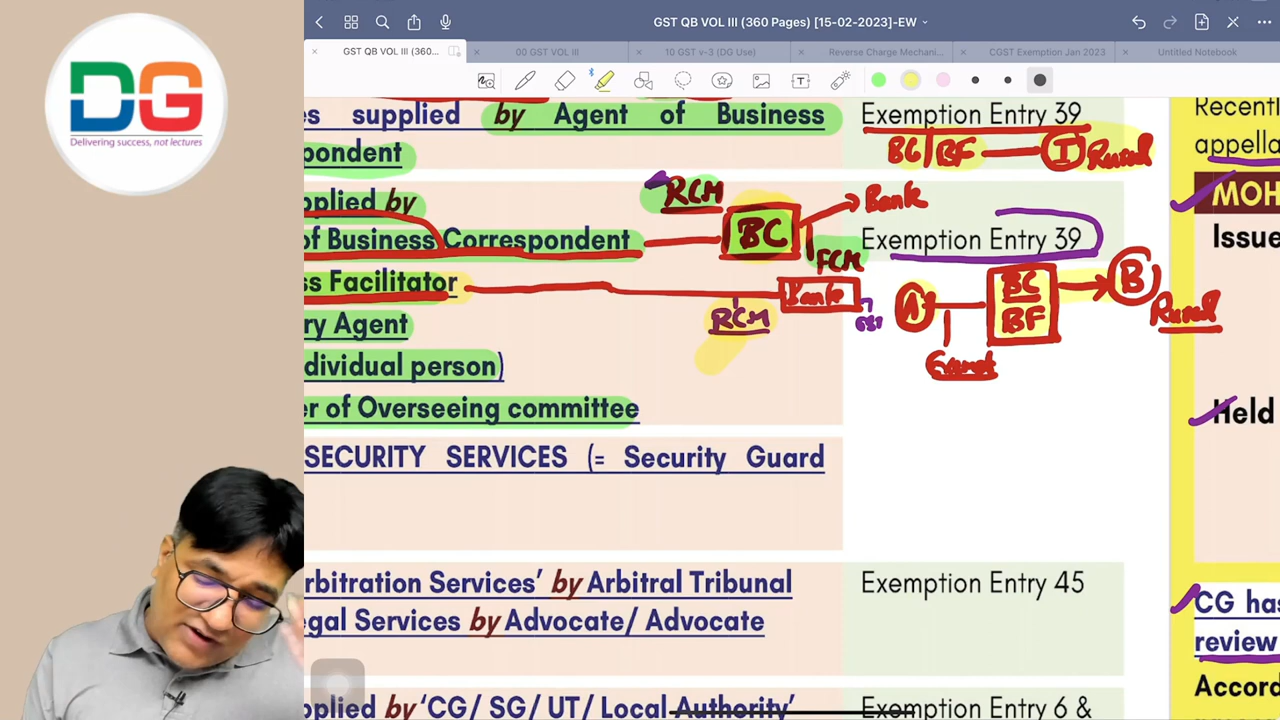 DG
Delivering success, not lectures
GST QB VOL III (360 Pages) [15-02-2023]-EW
GST QB VOL III (360...
00 GST VOL III
10 GST v-3 (DG Use)
Reverse Charge Mechani...
CGST Exemption Jan 2023
Untitled Notebook
es supplied by Agent of Business
pondent
Exemption Entry 39
BC/BF I Rural
pplied by
of Business Correspondent
RCM
BC
Bank
FCM
Exemption Entry 39
ss Facilitator
Bank
RCM
GST
A
BC
BF
B
Rural
Exempt
ry Agent
dividual person)
er of Overseeing committee
SECURITY SERVICES (= Security Guard
rbitration Services’ by Arbitral Tribunal
egal Services by Advocate/ Advocate
Exemption Entry 45
pplied by ‘CG/ SG/ UT/ Local Authority’
Exemption Entry 6 &
Recentl
appella
MOH
Issue
Held
CG has
review
Accord